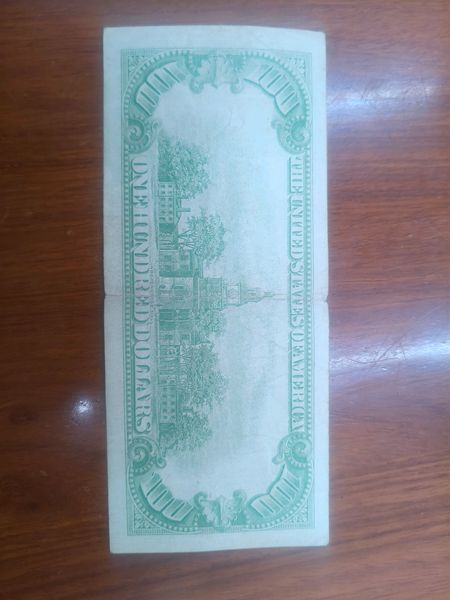 100 THE UNITED STATES OF AMERICA 100
100 ONE HUNDRED DOLLARS 100